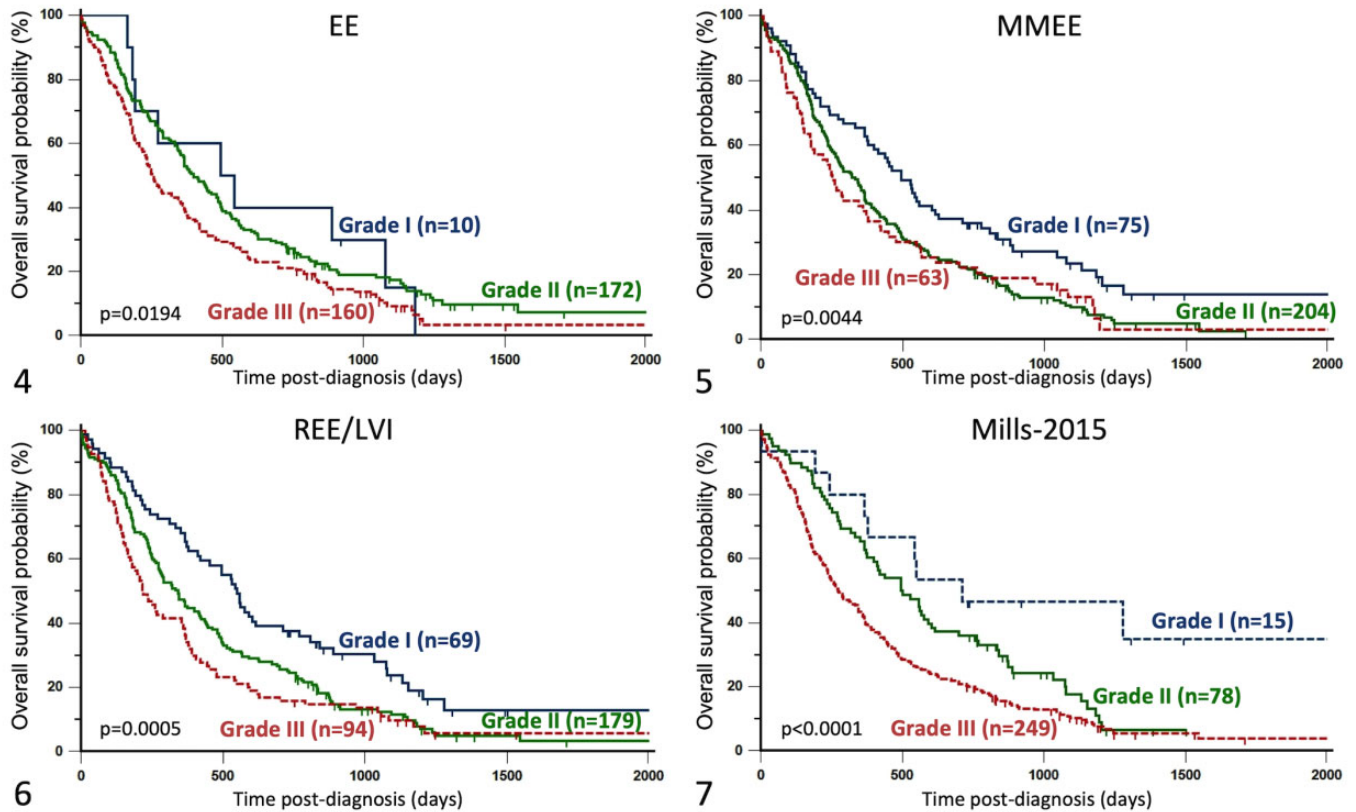 4
EE
Overall survival probability (%)
100
80
60
40
20
0
Grade I (n=10)
Grade II (n=172)
Grade III (n=160)
p=0.0194
0
500
1000
1500
2000
Time post-diagnosis (days)
5
MMEE
Overall survival probability (%)
100
80
60
40
20
0
Grade I (n=75)
Grade III (n=63)
Grade II (n=204)
p=0.0044
0
500
1000
1500
2000
Time post-diagnosis (days)
6
REE/LVI
Overall survival probability (%)
100
80
60
40
20
0
Grade I (n=69)
Grade III (n=94)
Grade II (n=179)
p=0.0005
0
500
1000
1500
2000
Time post-diagnosis (days)
7
Mills-2015
Overall survival probability (%)
100
80
60
40
20
0
Grade I (n=15)
Grade II (n=78)
Grade III (n=249)
p<0.0001
0
500
1000
1500
2000
Time post-diagnosis (days)